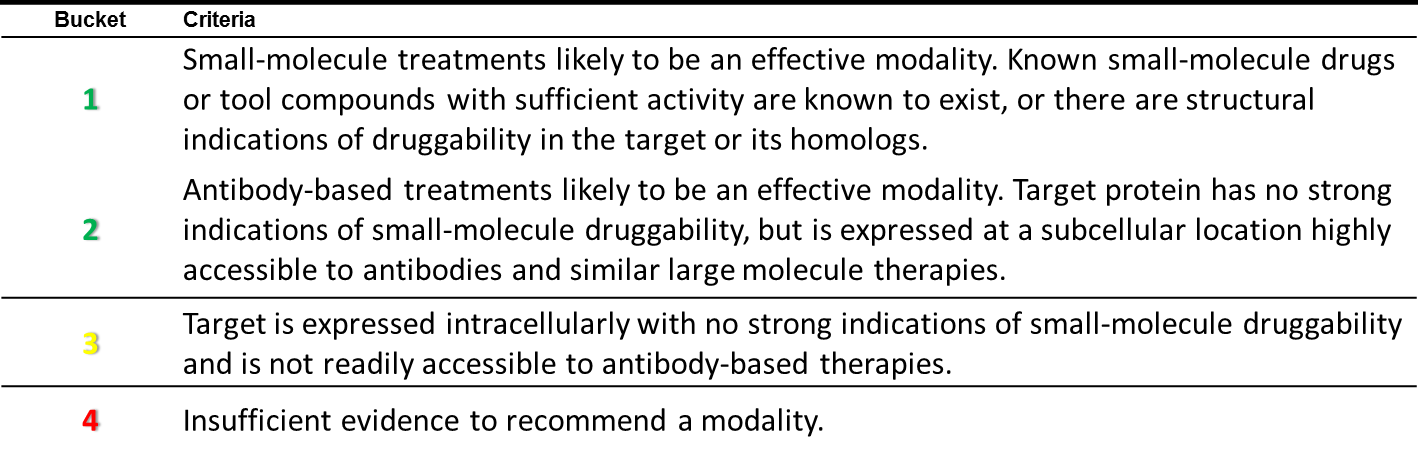 Bucket Criteria
Small-molecule treatments likely to be an effective modality. Known small-molecule drugs
1 or tool compounds with sufficient activity are known to exist, or there are structural
indications of druggability in the target or its homologs.
Antibody-based treatments likely to be an effective modality. Target protein has no strong
2 indications of small-molecule druggability, but is expressed at a subcellular location highly
accessible to antibodies and similar large molecule therapies.
3 Target is expressed intracellularly with no strong indications of small-molecule druggability
and is not readily accessible to antibody-based therapies.
4 Insufficient evidence to recommend a modality.